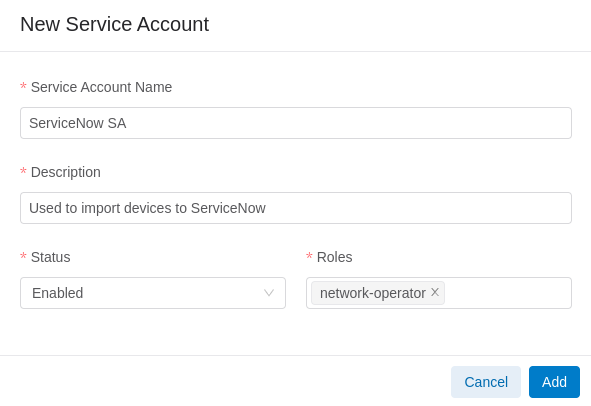 New Service Account
* Service Account Name
ServiceNow SA
* Description
Used to import devices to ServiceNow
* Status
* Roles
Enabled
network-operator
Cancel
Add